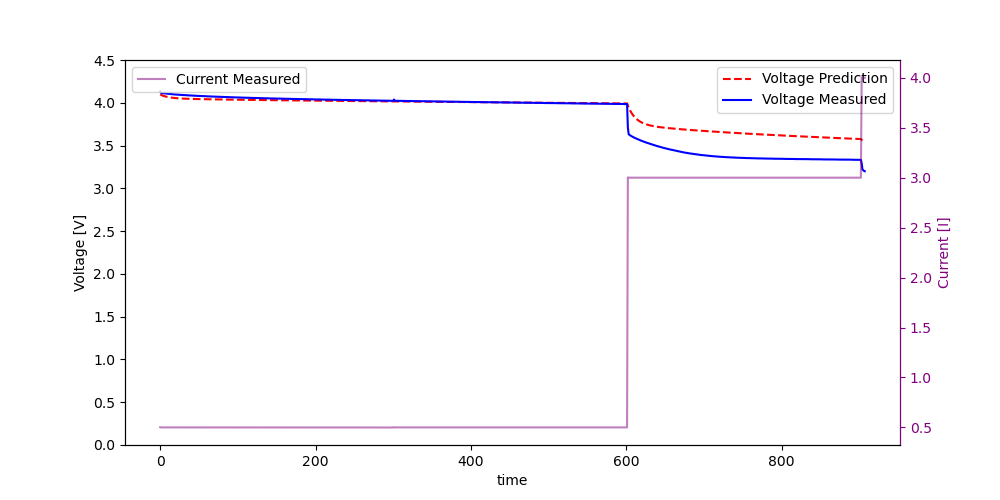 Current Measured
Voltage Prediction
Voltage Measured
4.5
4.0
3.5
3.0
2.5
2.0
1.5
1.0
0.5
0.0
Voltage [V]
4.0
3.5
3.0
2.5
2.0
1.5
1.0
0.5
Current [I]
0 200 400 600 800
time